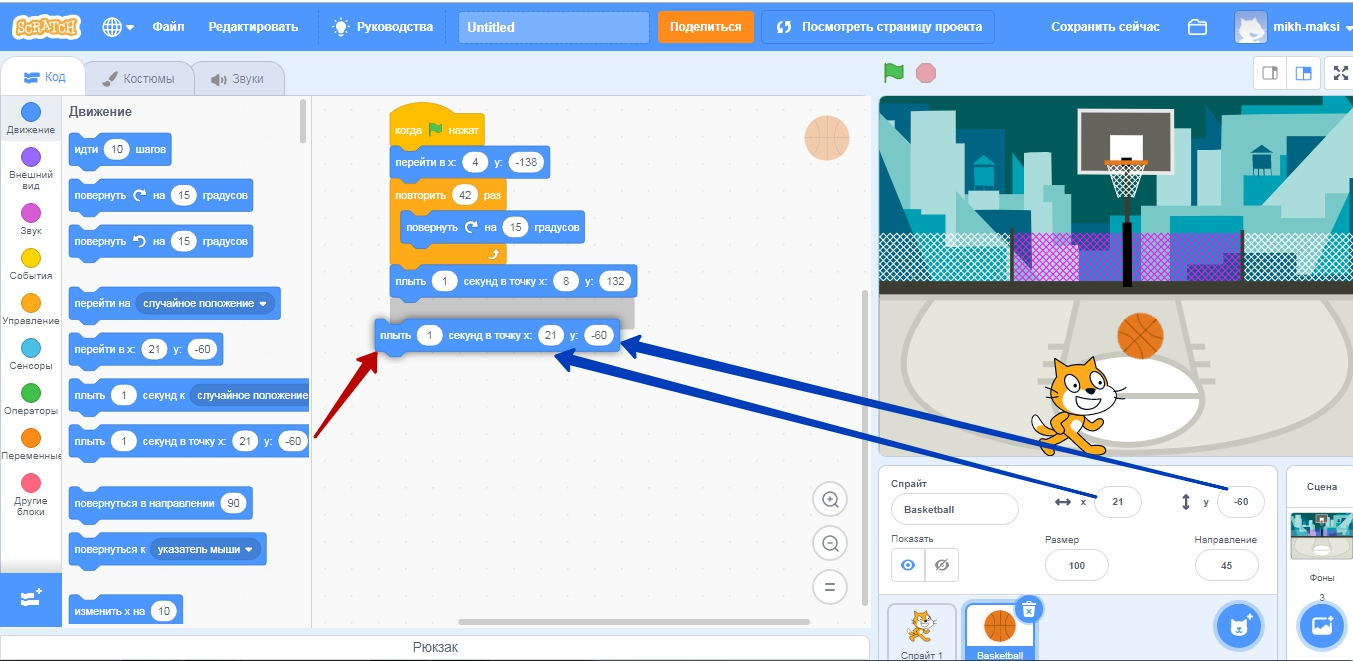 SCRATCH Файл Редактировать Руководства Untitled Поделиться Посмотреть страницу проекта Сохранить сейчас mikh-maksi
Код Костюмы Звуки
Движение
Внешний вид
Звук
События
Управление
Сенсоры
Операторы
Переменные
Другие блоки
Движение
идти 10 шагов
повернуть на 15 градусов
повернуть на 15 градусов
перейти на случайное положение
перейти в x: 21 y: -60
плыть 1 секунд к случайное положение
плыть 1 секунд в точку x: 21 y: -60
повернуться в направлении 90
повернуться к указатель мыши
изменить x на 10
когда нажат
перейти в x: 4 y: -138
повторить 42 раз
повернуть на 15 градусов
плыть 1 секунд в точку x: 8 y: 132
плыть 1 секунд в точку x: 21 y: -60
Рюкзак
Спрайт
Basketball x 21 y -60
Показать Размер Направление
100 45
Спрайт 1 Basketball
Сцена
Фоны
3